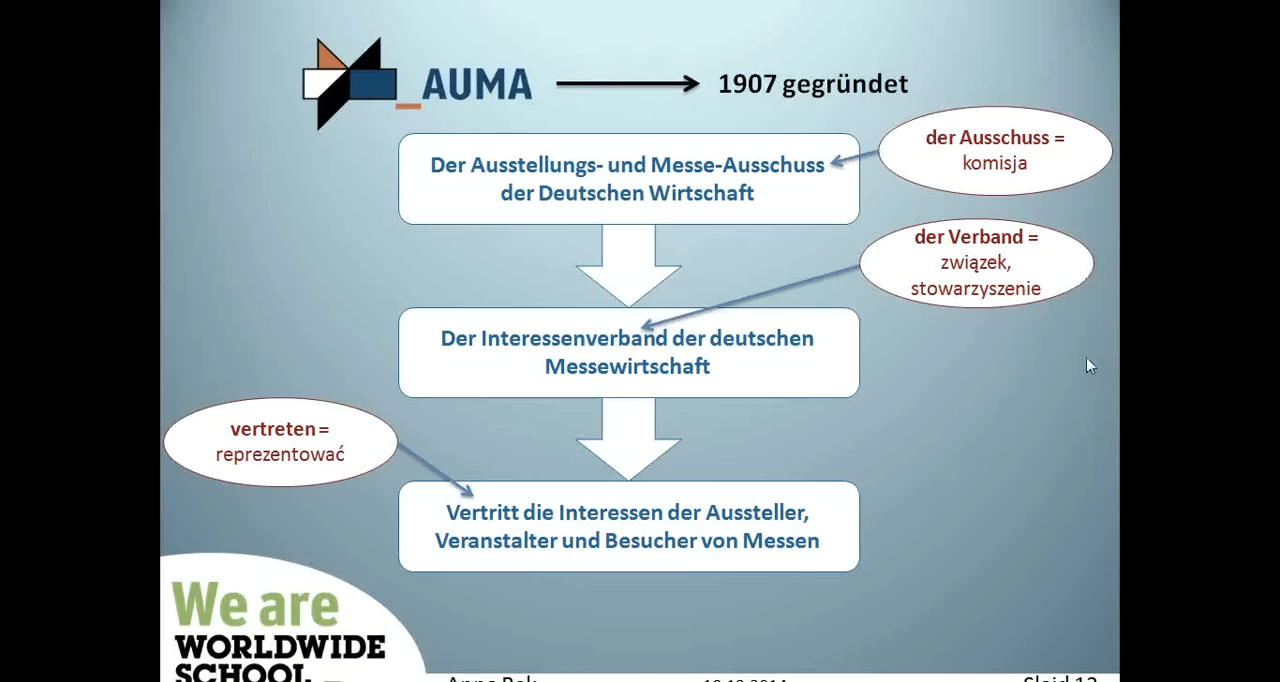 AUMA
1907 gegründet
Der Ausstellungs- und Messe-Ausschuss
der Deutschen Wirtschaft
der Ausschuss =
komisja
der Verband =
związek,
stowarzyszenie
Der Interessenverband der deutschen
Messewirtschaft
vertreten =
reprezentować
Vertritt die Interessen der Aussteller,
Veranstalter und Besucher von Messen
We are
WORLDWIDE
SCHOOL